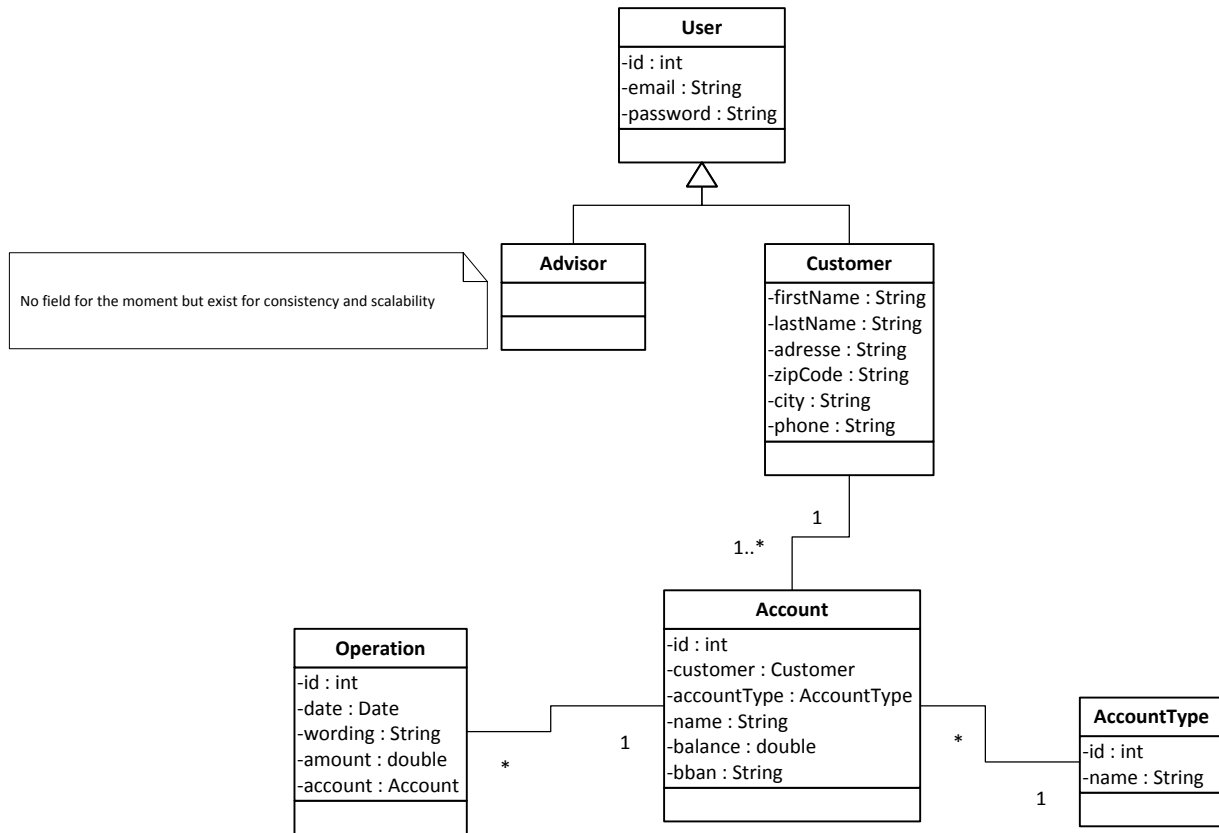 User
-id : int
-email : String
-password : String
No field for the moment but exist for consistency and scalability
Advisor
Customer
-firstName : String
-lastName : String
-adresse : String
-zipCode : String
-city : String
-phone : String
1
1..*
Operation
-id : int
-date : Date
-wording : String
-amount : double
-account : Account
*
1
Account
-id : int
-customer : Customer
-accountType : AccountType
-name : String
-balance : double
-bban : String
*
1
AccountType
-id : int
-name : String